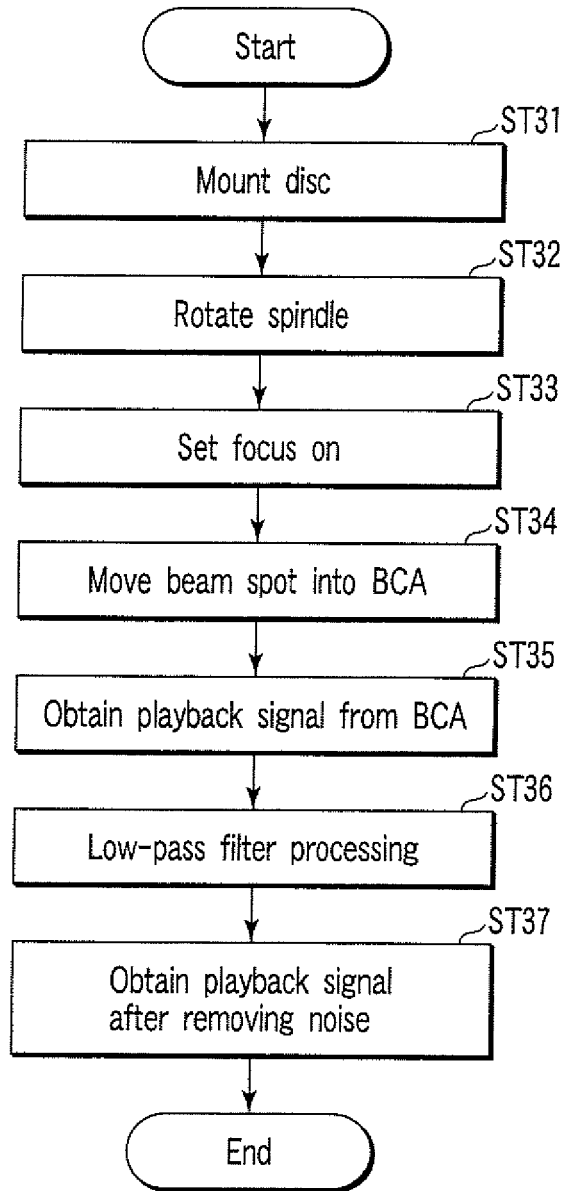 Start
ST31
Mount disc
ST32
Rotate spindle
ST33
Set focus on
ST34
Move beam spot into BCA
ST35
Obtain playback signal from BCA
ST36
Low-pass filter processing
ST37
Obtain playback signal
after removing noise
End